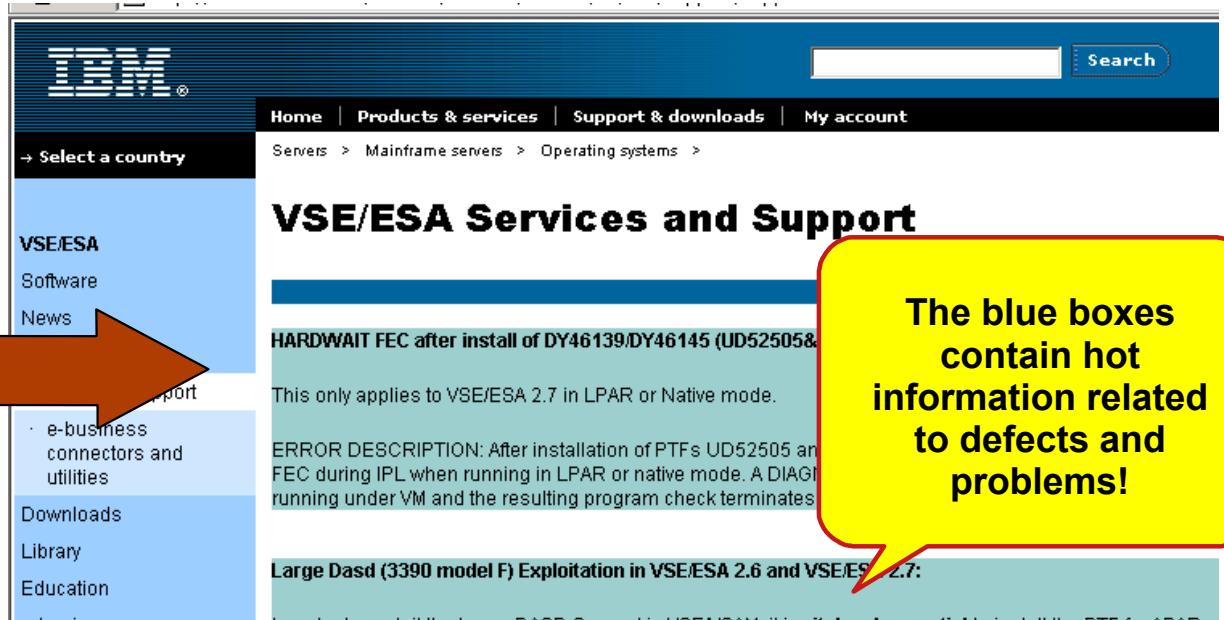 IBM®
Search
Home | Products & services | Support & downloads | My account
→ Select a country
Servers > Mainframe servers > Operating systems >
VSE/ESA Services and Support
VSE/ESA
Software
News
port
· e-business
connectors and
utilities
Downloads
Library
Education
HARDWAIT FEC after install of DY46139/DY46145 (UD52505&
This only applies to VSE/ESA 2.7 in LPAR or Native mode.
ERROR DESCRIPTION: After installation of PTFs UD52505 an
FEC during IPL when running in LPAR or native mode. A DIAGN
running under VM and the resulting program check terminates
Large Dasd (3390 model F) Exploitation in VSE/ESA 2.6 and VSE/ESA 2.7:
The blue boxes
contain hot
information related
to defects and
problems!